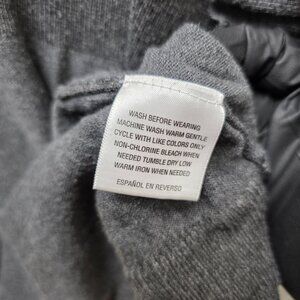 WASH BEFORE WEARING
MACHINE WASH WARM GENTLE
CYCLE WITH LIKE COLORS ONLY
NON-CHLORINE BLEACH WHEN
NEEDED TUMBLE DRY LOW
WARM IRON WHEN NEEDED
ESPAÑOL EN REVERSO